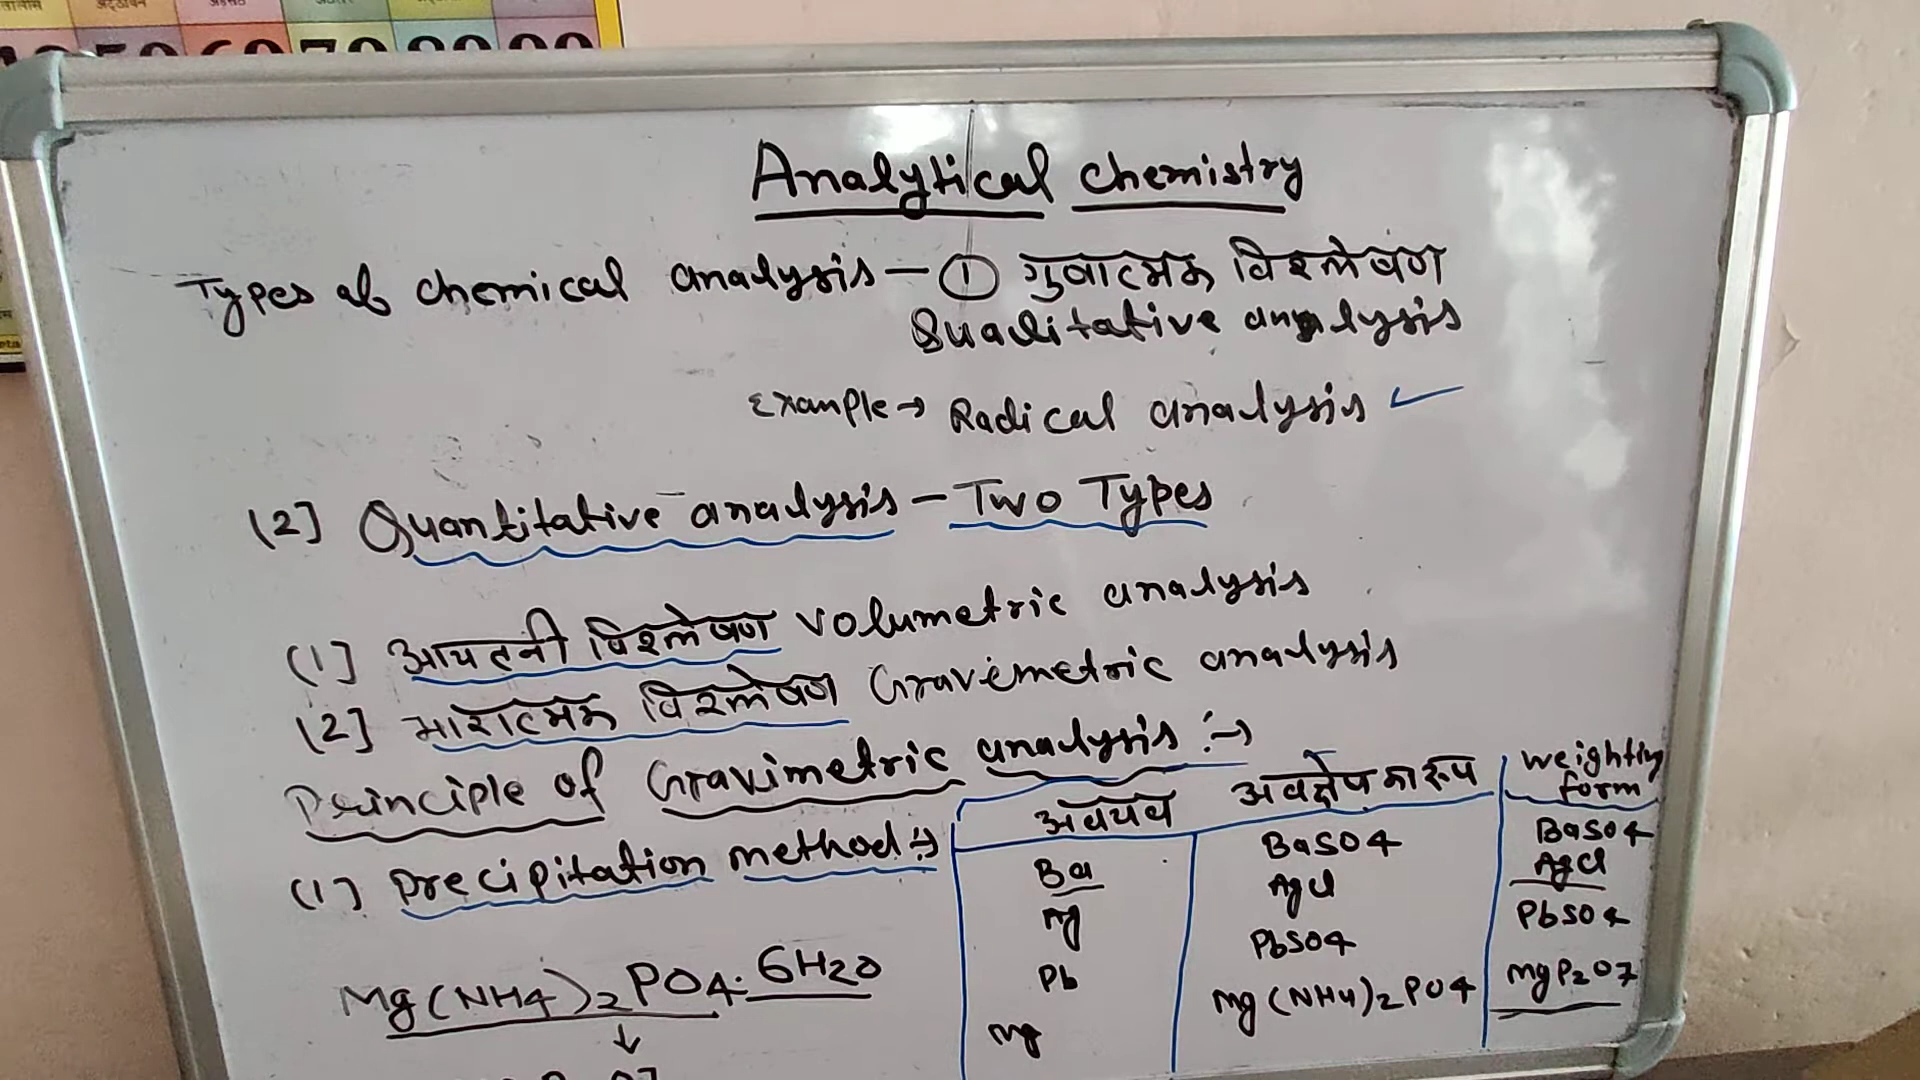 Analytical chemistry
Types of chemical analysis – ① गुणात्मक विश्लेषण
Qualitative analysis
Example → Radical analysis
(2] Quantitative analysis – Two Types
(1] आयतनी विश्लेषण volumetric analysis
(2] भारात्मक विश्लेषण Gravimetric analysis
Principle of Gravimetric analysis :→
(1) Precipitation method :→
अवयव अवक्षेप का रूप weighting form
Ba BaSO4 BaSO4
Ag AgCl AgCl
Pb PbSO4 PbSO4
Mg Mg(NH4)2PO4 MgP2O7
Mg(NH4)2PO4.6H2O
↓